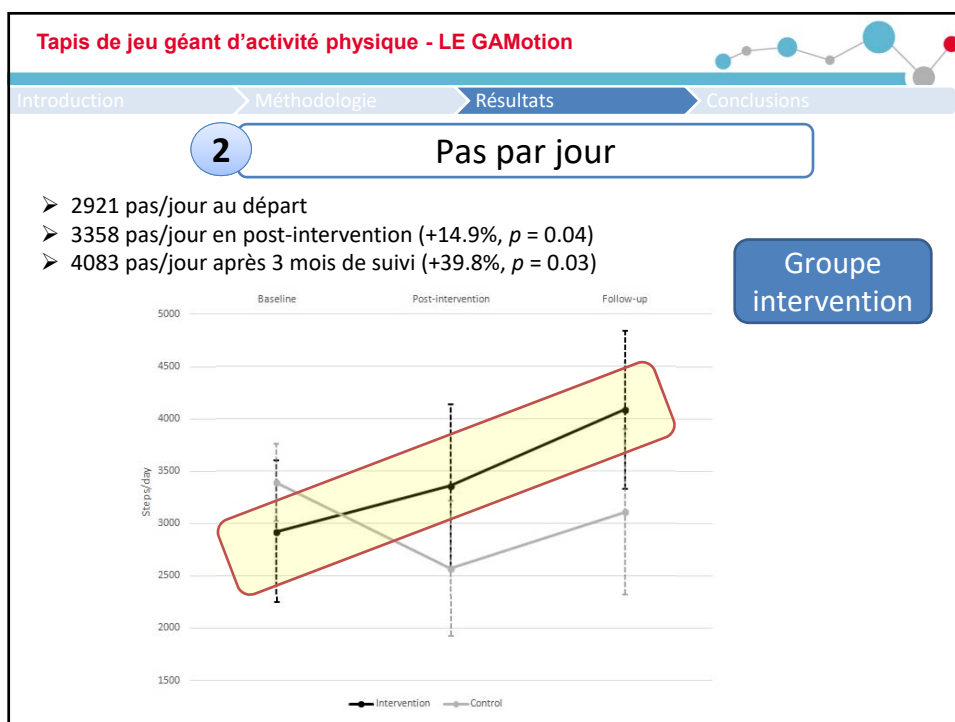 Tapis de jeu géant d’activité physique - LE GAMotion
Introduction
Méthodologie
Résultats
Conclusions
2
Pas par jour
➢ 2921 pas/jour au départ
➢ 3358 pas/jour en post-intervention (+14.9%, p = 0.04)
➢ 4083 pas/jour après 3 mois de suivi (+39.8%, p = 0.03)
Groupe
intervention
Baseline
Post-intervention
Follow-up
5000
4500
4000
3500
3000
2500
2000
1500
Steps/day
Intervention
Control